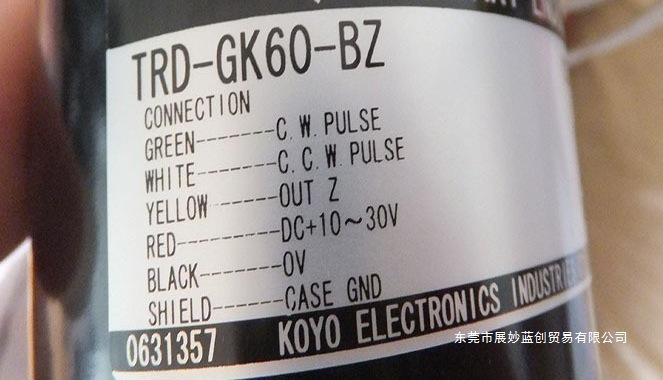 TRD-GK60-BZ
CONNECTION
GREEN-------C.W.PULSE
WHITE-------C.C.W.PULSE
YELLOW------OUT Z
RED---------DC+10~30V
BLACK-------0V
SHIELD------CASE GND
0631357 KOYO ELECTRONICS INDUSTRIES
东莞市展妙蓝创贸易有限公司